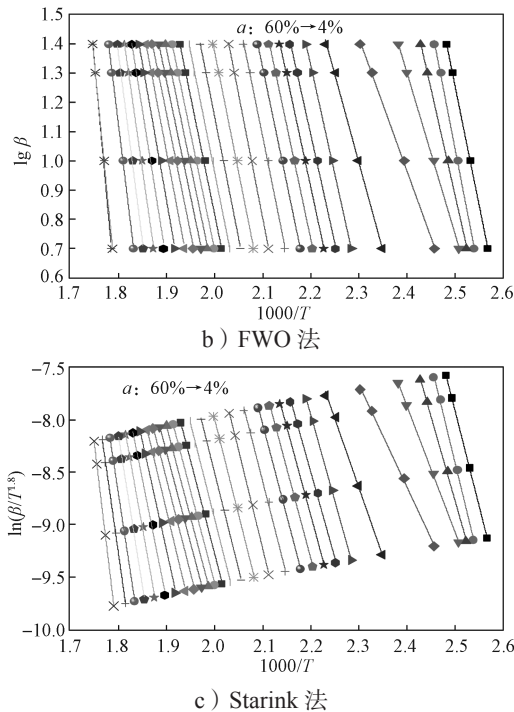 1.5
1.4
1.3
1.2
1.1
1.0
0.9
0.8
0.7
0.6
lg β
a：60%→4%
1.7 1.8 1.9 2.0 2.1 2.2 2.3 2.4 2.5 2.6
1000/T
b）FWO 法
-7.5
-8.0
-8.5
-9.0
-9.5
-10.0
ln(β/T^1.8)
a：60%→4%
1.7 1.8 1.9 2.0 2.1 2.2 2.3 2.4 2.5 2.6
1000/T
c）Starink 法